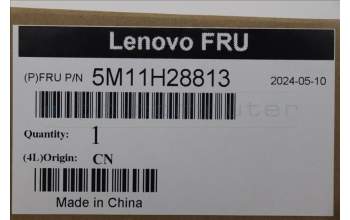 Lenovo FRU
(P)FRU P/N 5M11H28813 2024-05-10
Quantity: 1
(4L)Origin: CN
Made in China